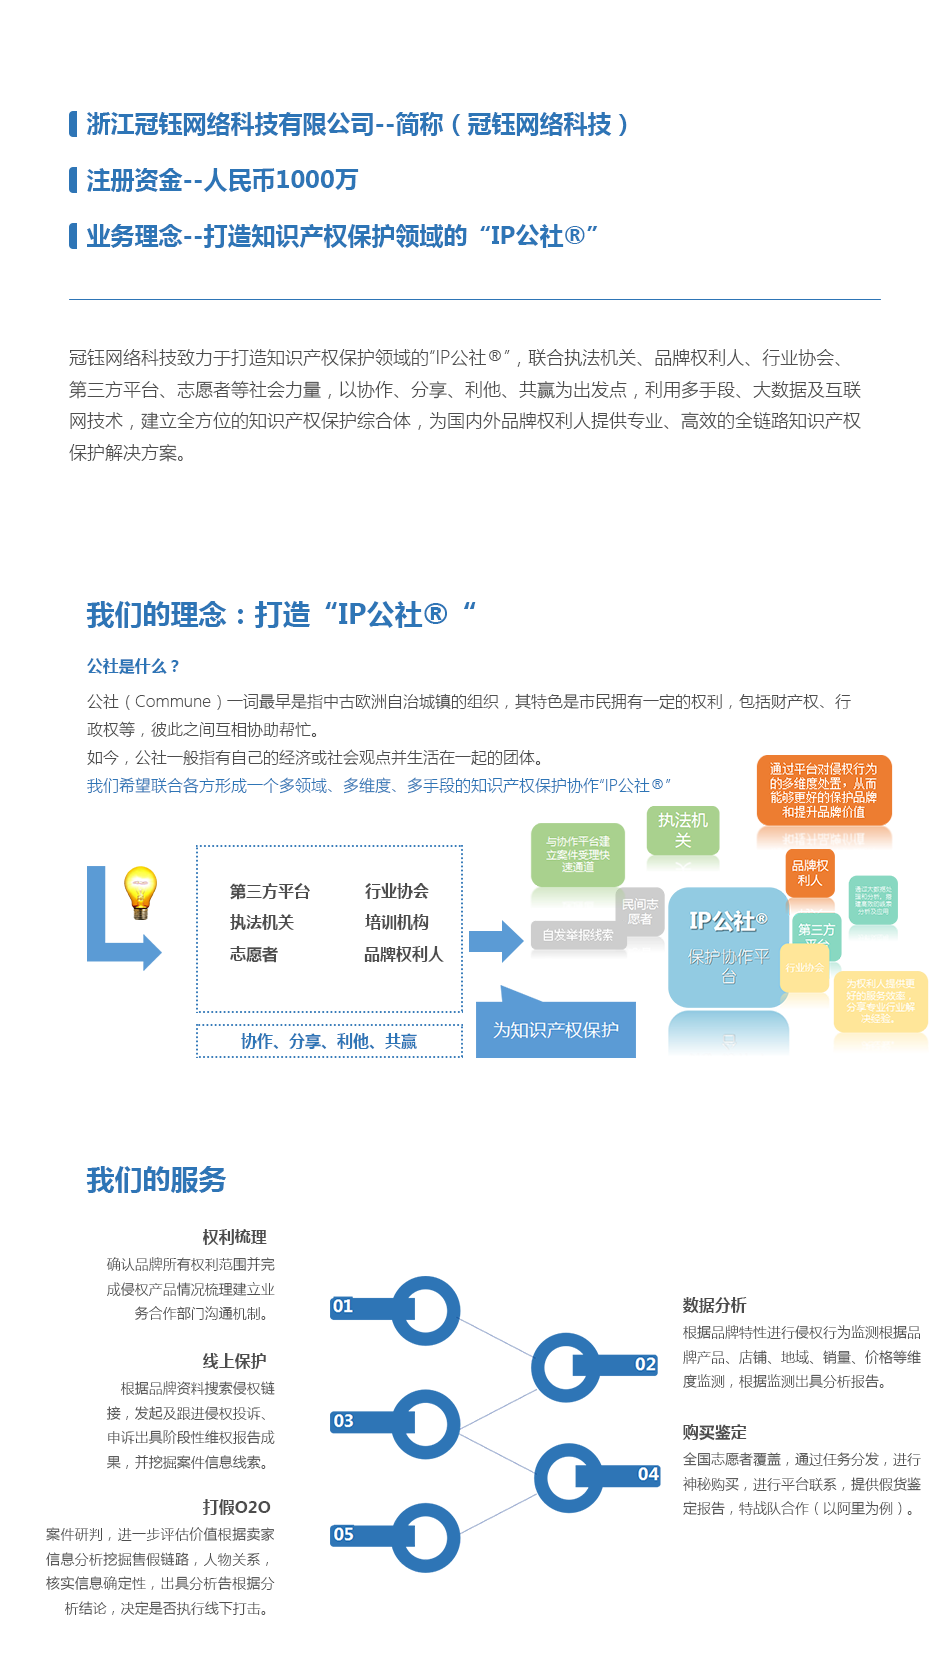 浙江冠钰网络科技有限公司--简称（冠钰网络科技）
注册资金--人民币1000万
业务理念--打造知识产权保护领域的“IP公社®”
冠钰网络科技致力于打造知识产权保护领域的“IP公社®”，联合执法机关、品牌权利人、行业协会、
第三方平台、志愿者等社会力量，以协作、分享、利他、共赢为出发点，利用多手段、大数据及互联
网技术，建立全方位的知识产权保护综合体，为国内外品牌权利人提供专业、高效的全链路知识产权
保护解决方案。
我们的理念：打造“IP公社®“
公社是什么？
公社（Commune）一词最早是指中古欧洲自治城镇的组织，其特色是市民拥有一定的权利，包括财产权、行
政权等，彼此之间互相协助帮忙。
如今，公社一般指有自己的经济或社会观点并生活在一起的团体。
我们希望联合各方形成一个多领域、多维度、多手段的知识产权保护协作“IP公社®”
第三方平台 行业协会
执法机关 培训机构
志愿者 品牌权利人
协作、分享、利他、共赢
为知识产权保护
与协作平台建
立案件受理快
速通道
执法机
关
民间志
愿者
自发举报线索
IP公社®
保护协作平
台
通过平台对侵权行为
的多维度处置，从而
能够更好的保护品牌
和提升品牌价值
品牌权
利人
第三方
平台
行业协会
为权利人提供更
好的服务效率，
分享专业行业解
决经验。
我们的服务
权利梳理
确认品牌所有权利范围并完
成侵权产品情况梳理建立业
务合作部门沟通机制。
01
数据分析
根据品牌特性进行侵权行为监测根据品
牌产品、店铺、地域、销量、价格等维
度监测，根据监测出具分析报告。
02
线上保护
根据品牌资料搜索侵权链
接，发起及跟进侵权投诉、
申诉出具阶段性维权报告成
果，并挖掘案件信息线索。
03
购买鉴定
全国志愿者覆盖，通过任务分发，进行
神秘购买，进行平台联系，提供假货鉴
定报告，特战队合作（以阿里为例）。
04
打假O2O
案件研判，进一步评估价值根据卖家
信息分析挖掘售假链路，人物关系，
核实信息确定性，出具分析告根据分
析结论，决定是否执行线下打击。
05